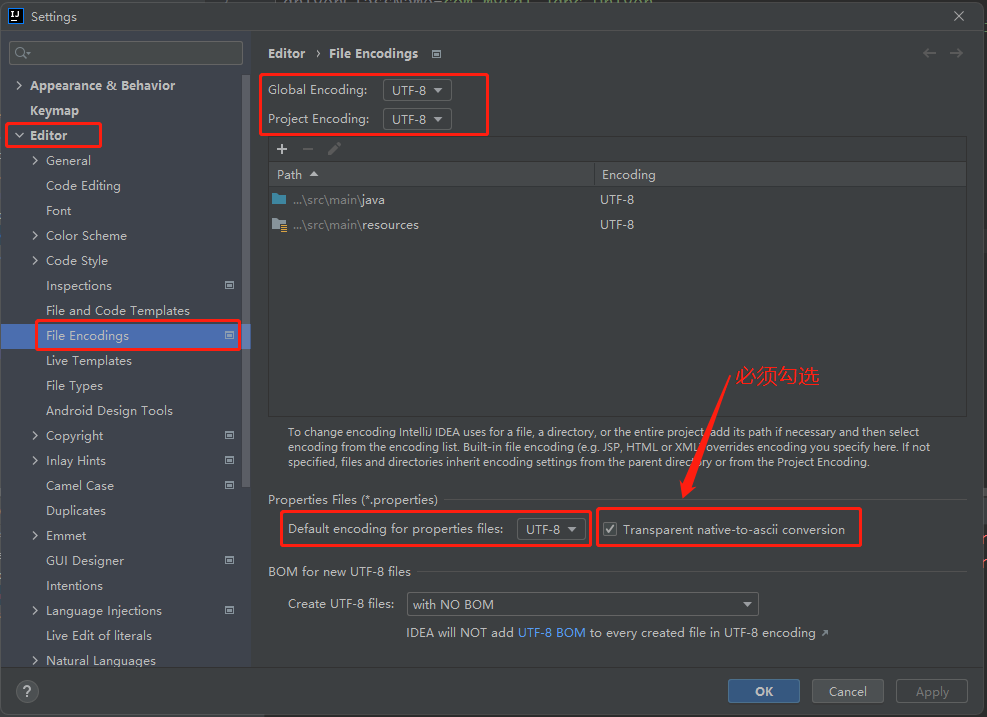 Settings
Appearance & Behavior
Keymap
Editor
General
Code Editing
Font
Color Scheme
Code Style
Inspections
File and Code Templates
File Encodings
Live Templates
File Types
Android Design Tools
Copyright
Inlay Hints
Camel Case
Duplicates
Emmet
GUI Designer
Intentions
Language Injections
Live Edit of literals
Natural Languages
Editor › File Encodings
Global Encoding: UTF-8
Project Encoding: UTF-8
Path Encoding
...\src\main\java UTF-8
...\src\main\resources UTF-8
必须勾选
To change encoding IntelliJ IDEA uses for a file, a directory, or the entire project, add its path if necessary and then select
encoding from the encoding list. Built-in file encoding (e.g. JSP, HTML or XML) overrides encoding you specify here. If not
specified, files and directories inherit encoding settings from the parent directory or from the Project Encoding.
Properties Files (*.properties)
Default encoding for properties files: UTF-8 Transparent native-to-ascii conversion
BOM for new UTF-8 files
Create UTF-8 files: with NO BOM
IDEA will NOT add UTF-8 BOM to every created file in UTF-8 encoding ↗
? OK Cancel Apply